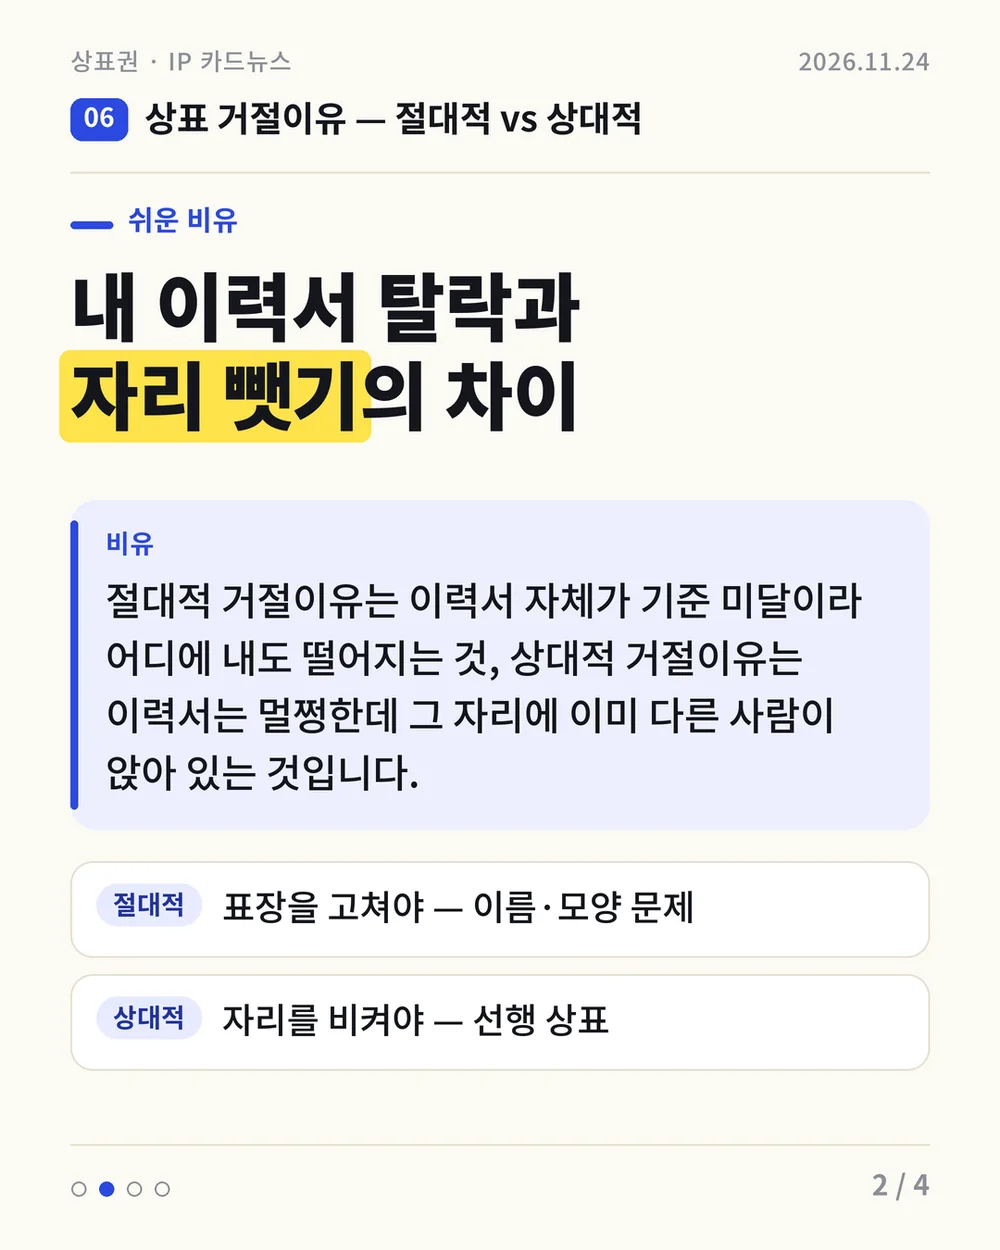 상표권 · IP 카드뉴스
2026.11.24
06 상표 거절이유 — 절대적 vs 상대적
쉬운 비유
내 이력서 탈락과
자리 뺏기의 차이
비유
절대적 거절이유는 이력서 자체가 기준 미달이라
어디에 내도 떨어지는 것, 상대적 거절이유는
이력서는 멀쩡한데 그 자리에 이미 다른 사람이
앉아 있는 것입니다.
절대적 표장을 고쳐야 — 이름·모양 문제
상대적 자리를 비켜야 — 선행 상표
2 / 4